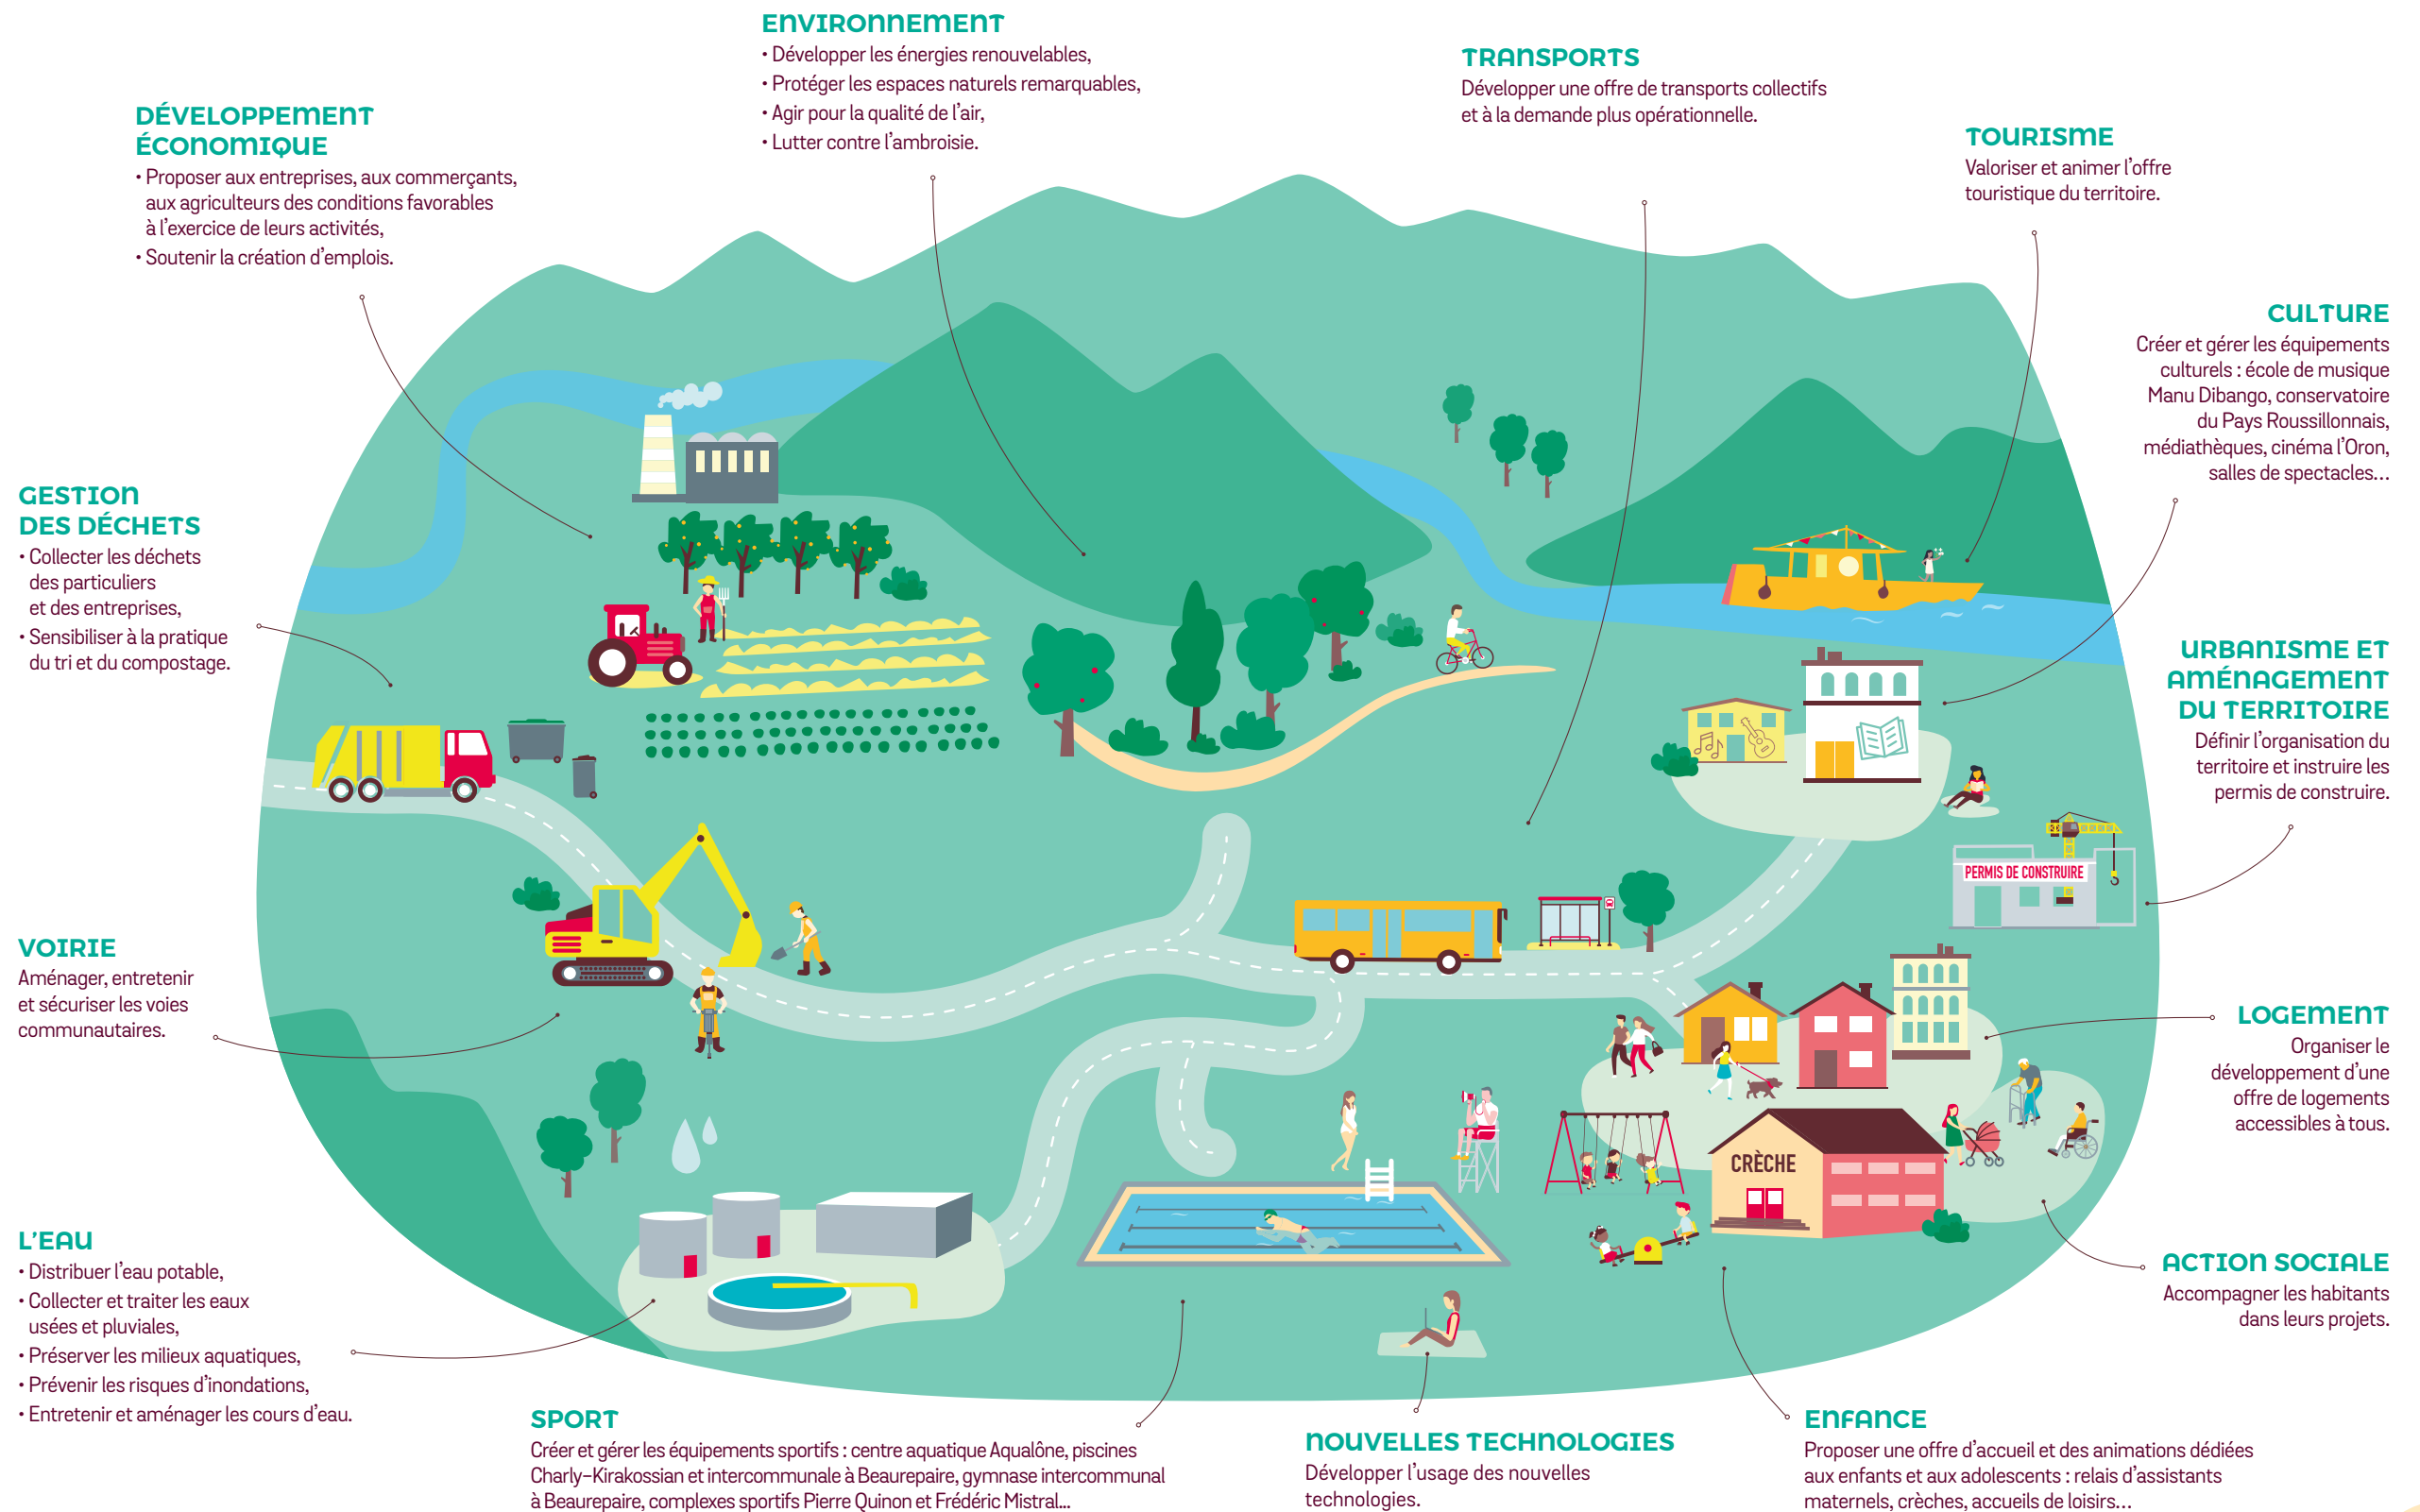 ENVIRONNEMENT
• Développer les énergies renouvelables,
• Protéger les espaces naturels remarquables,
• Agir pour la qualité de l'air,
• Lutter contre l'ambroisie.
TRANSPORTS
Développer une offre de transports collectifs
et à la demande plus opérationnelle.
DÉVELOPPEMENT
ÉCONOMIQUE
• Proposer aux entreprises, aux commerçants,
aux agriculteurs des conditions favorables
à l'exercice de leurs activités,
• Soutenir la création d'emplois.
TOURISME
Valoriser et animer l'offre
touristique du territoire.
CULTURE
Créer et gérer les équipements
culturels : école de musique
Manu Dibango, conservatoire
du Pays Roussillonnais,
médiathèques, cinéma l'Oron,
salles de spectacles...
GESTION
DES DÉCHETS
• Collecter les déchets
des particuliers
et des entreprises,
• Sensibiliser à la pratique
du tri et du compostage.
URBANISME ET
AMÉNAGEMENT
DU TERRITOIRE
Définir l'organisation du
territoire et instruire les
permis de construire.
PERMIS DE CONSTRUIRE
VOIRIE
Aménager, entretenir
et sécuriser les voies
communautaires.
LOGEMENT
Organiser le
développement d'une
offre de logements
accessibles à tous.
CRÈCHE
L'EAU
• Distribuer l'eau potable,
• Collecter et traiter les eaux
usées et pluviales,
• Préserver les milieux aquatiques,
• Prévenir les risques d'inondations,
• Entretenir et aménager les cours d'eau.
ACTION SOCIALE
Accompagner les habitants
dans leurs projets.
SPORT
Créer et gérer les équipements sportifs : centre aquatique Aqualône, piscines
Charly-Kirakossian et intercommunale à Beaurepaire, gymnase intercommunal
à Beaurepaire, complexes sportifs Pierre Quinon et Frédéric Mistral...
NOUVELLES TECHNOLOGIES
Développer l'usage des nouvelles
technologies.
ENFANCE
Proposer une offre d'accueil et des animations dédiées
aux enfants et aux adolescents : relais d'assistants
maternels, crèches, accueils de loisirs...